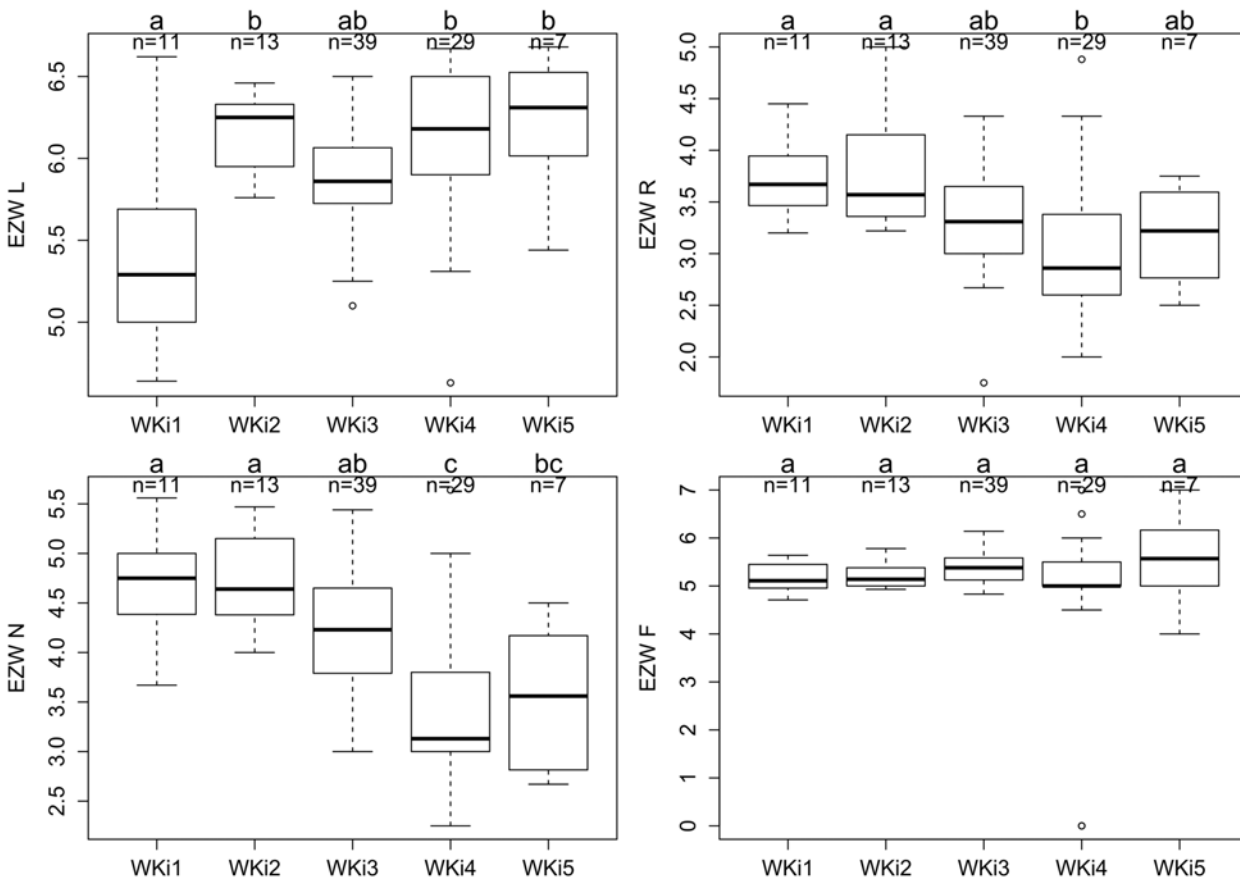 a b ab b b
n=11 n=13 n=39 n=29 n=7
EZW L
6.5
6.0
5.5
5.0
WKi1 WKi2 WKi3 WKi4 WKi5
a a ab b ab
n=11 n=13 n=39 n=29 n=7
EZW R
5.0
4.5
4.0
3.5
3.0
2.5
2.0
WKi1 WKi2 WKi3 WKi4 WKi5
a a ab c bc
n=11 n=13 n=39 n=29 n=7
EZW N
5.5
5.0
4.5
4.0
3.5
3.0
2.5
WKi1 WKi2 WKi3 WKi4 WKi5
a a a a a
n=11 n=13 n=39 n=29 n=7
EZW F
7
6
5
4
3
2
1
0
WKi1 WKi2 WKi3 WKi4 WKi5